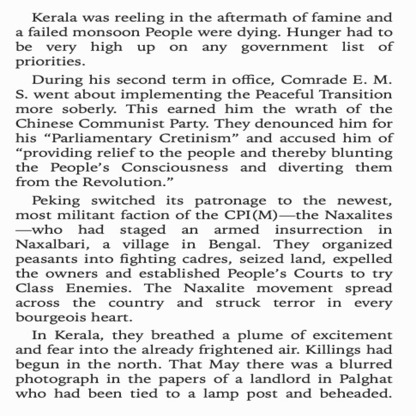 Kerala was reeling in the aftermath of famine and
a failed monsoon People were dying. Hunger had to
be very high up on any government list of
priorities.
During his second term in office, Comrade E. M.
S. went about implementing the Peaceful Transition
more soberly. This earned him the wrath of the
Chinese Communist Party. They denounced him for
his “Parliamentary Cretinism” and accused him of
“providing relief to the people and thereby blunting
the People’s Consciousness and diverting them
from the Revolution.”
Peking switched its patronage to the newest,
most militant faction of the CPI(M)—the Naxalites
—who had staged an armed insurrection in
Naxalbari, a village in Bengal. They organized
peasants into fighting cadres, seized land, expelled
the owners and established People’s Courts to try
Class Enemies. The Naxalite movement spread
across the country and struck terror in every
bourgeois heart.
In Kerala, they breathed a plume of excitement
and fear into the already frightened air. Killings had
begun in the north. That May there was a blurred
photograph in the papers of a landlord in Palghat
who had been tied to a lamp post and beheaded.